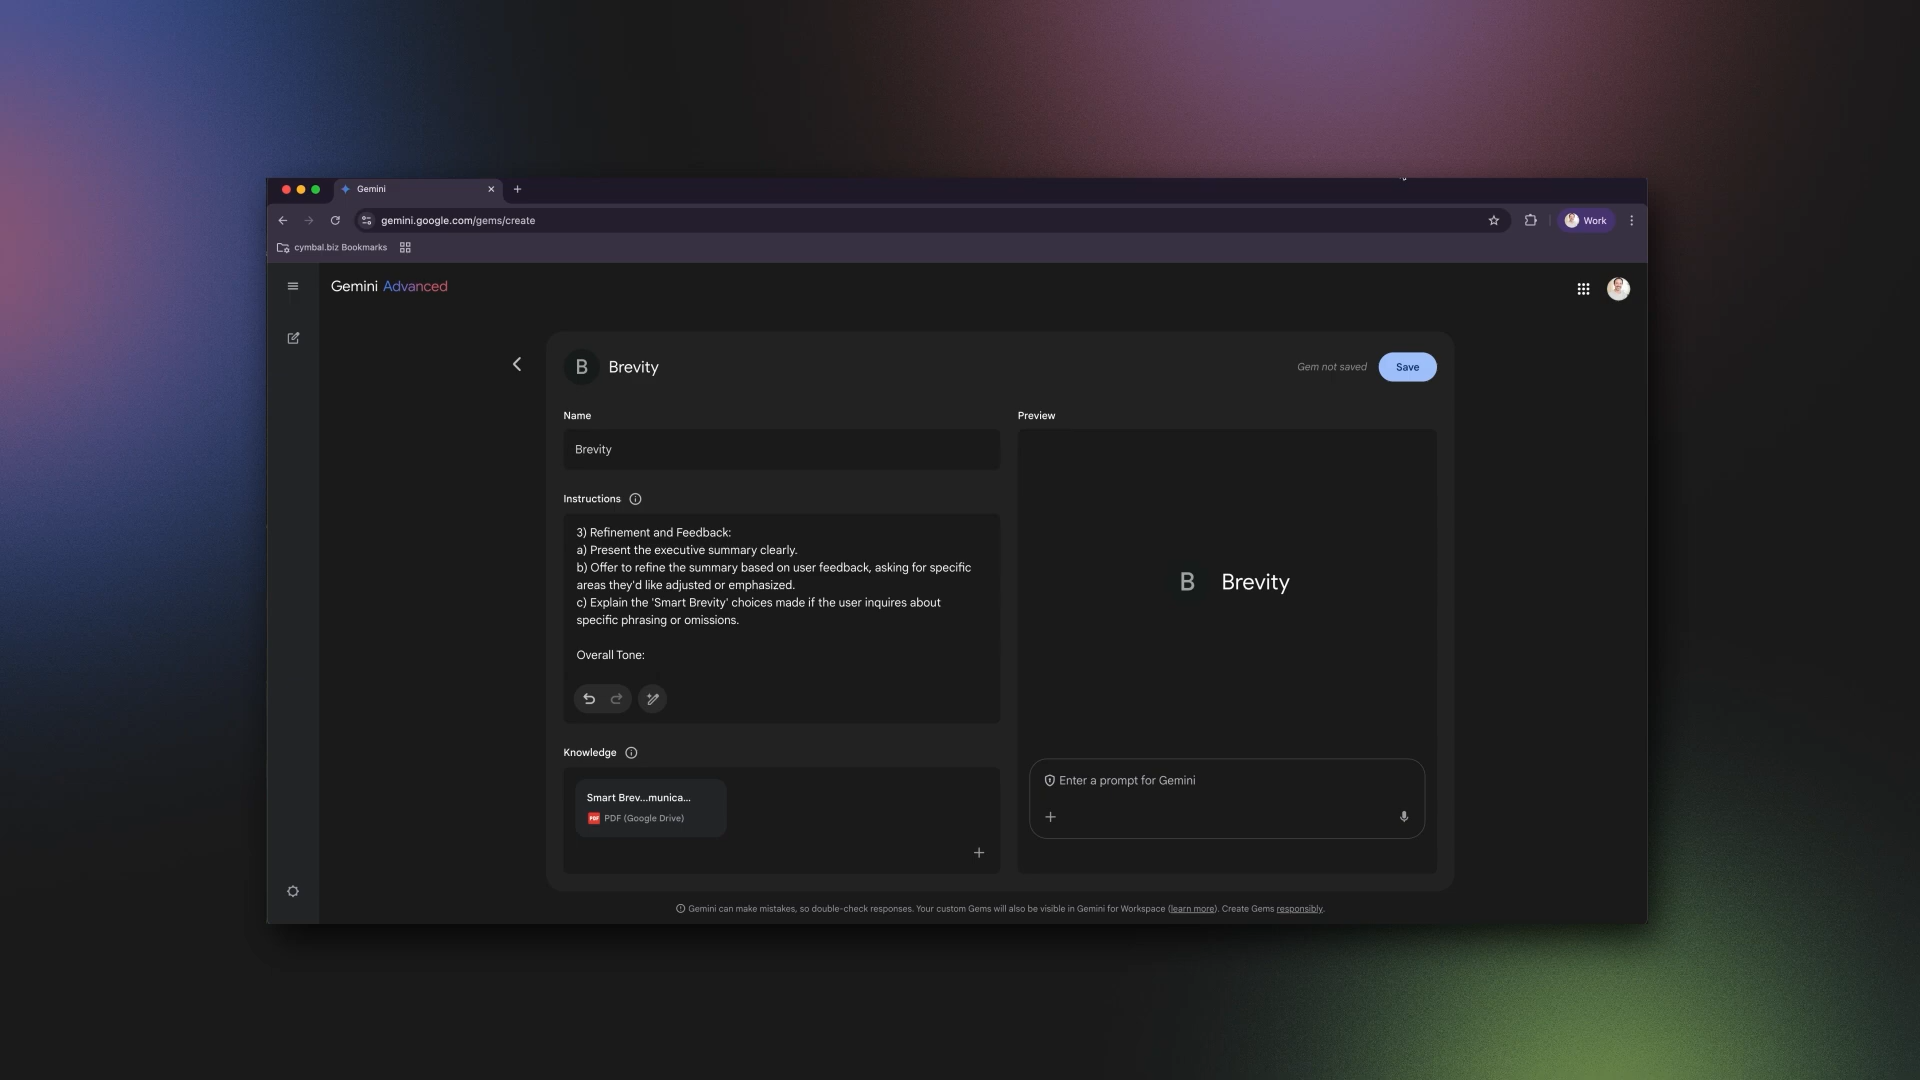 Gemini
gemini.google.com/gems/create
Work
cymbal.biz Bookmarks
Gemini Advanced
B Brevity
Gem not saved
Save
Name
Brevity
Instructions
3) Refinement and Feedback:
a) Present the executive summary clearly.
b) Offer to refine the summary based on user feedback, asking for specific
areas they'd like adjusted or emphasized.
c) Explain the 'Smart Brevity' choices made if the user inquires about
specific phrasing or omissions.
Overall Tone:
Knowledge
Smart Brev...munica...
PDF PDF (Google Drive)
Preview
B Brevity
Enter a prompt for Gemini
Gemini can make mistakes, so double-check responses. Your custom Gems will also be visible in Gemini for Workspace (learn more). Create Gems responsibly.